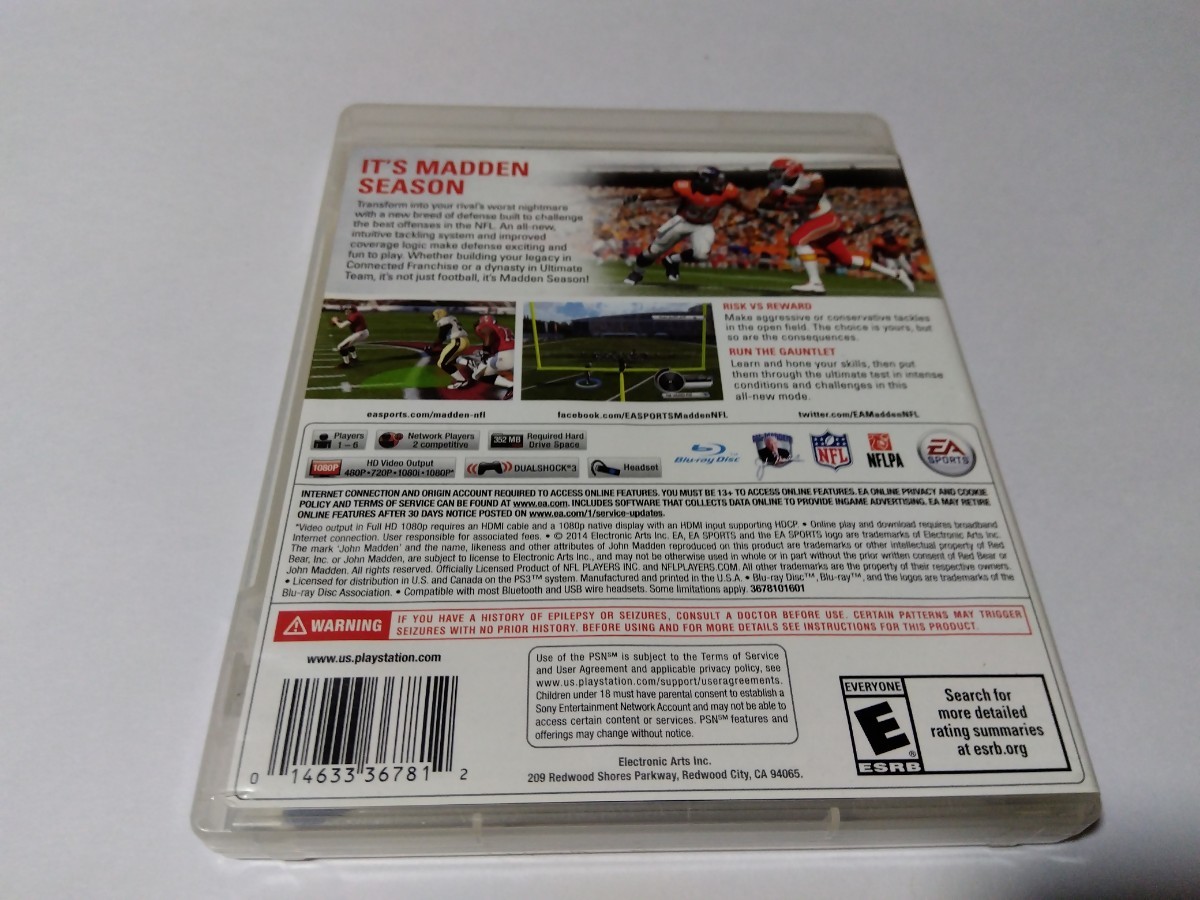 IT'S MADDEN
SEASON
Transform into your rival's worst nightmare
with a new breed of defense built to challenge
the best offenses in the NFL. An all-new,
intuitive tackling system and improved
coverage logic make defense exciting and
fun to play. Whether building your legacy in
Connected Franchise or a dynasty in Ultimate
Team, it's not just football, it's Madden Season!
RISK VS REWARD
Make aggressive or conservative tackles
in the open field. The choice is yours, but
so are the consequences.
RUN THE GAUNTLET
Learn and hone your skills, then put
them through the ultimate test in intense
conditions and challenges in this
all-new mode.
easports.com/madden-nfl facebook.com/EASPORTSMaddenNFL twitter.com/EAMaddenNFL
Players
1 – 6
Network Players
2 competitive
352 MB
Required Hard
Drive Space
1080P
HD Video Output
480P•720P•1080i•1080P*
DUALSHOCK®3
Headset
Blu-ray Disc
NFL
NFLPA
EA
SPORTS
INTERNET CONNECTION AND ORIGIN ACCOUNT REQUIRED TO ACCESS ONLINE FEATURES. YOU MUST BE 13+ TO ACCESS ONLINE FEATURES. EA ONLINE PRIVACY AND COOKIE
POLICY AND TERMS OF SERVICE CAN BE FOUND AT www.ea.com. INCLUDES SOFTWARE THAT COLLECTS DATA ONLINE TO PROVIDE INGAME ADVERTISING. EA MAY RETIRE
ONLINE FEATURES AFTER 30 DAYS NOTICE POSTED ON www.ea.com/1/service-updates.
*Video output in Full HD 1080p requires an HDMI cable and a 1080p native display with an HDMI input supporting HDCP. • Online play and download requires broadband
Internet connection. User responsible for associated fees. • © 2014 Electronic Arts Inc. EA, EA SPORTS and the EA SPORTS logo are trademarks of Electronic Arts Inc.
The mark 'John Madden' and the name, likeness and other attributes of John Madden reproduced on this product are trademarks or other intellectual property of Red
Bear, Inc. or John Madden, are subject to license to Electronic Arts Inc., and may not be otherwise used in whole or in part without the prior written consent of Red Bear or
John Madden. All rights reserved. Officially Licensed Product of NFL PLAYERS INC. and NFLPLAYERS.COM. All other trademarks are the property of their respective owners.
• Licensed for distribution in U.S. and Canada on the PS3™ system. Manufactured and printed in the U.S.A. • Blu-ray Disc™, Blu-ray™, and the logos are trademarks of the
Blu-ray Disc Association. • Compatible with most Bluetooth and USB wire headsets. Some limitations apply. 3678101601
WARNING
IF YOU HAVE A HISTORY OF EPILEPSY OR SEIZURES, CONSULT A DOCTOR BEFORE USE. CERTAIN PATTERNS MAY TRIGGER
SEIZURES WITH NO PRIOR HISTORY. BEFORE USING AND FOR MORE DETAILS SEE INSTRUCTIONS FOR THIS PRODUCT.
www.us.playstation.com
0 14633 36781 2
Use of the PSN℠ is subject to the Terms of Service
and User Agreement and applicable privacy policy, see
www.us.playstation.com/support/useragreements.
Children under 18 must have parental consent to establish a
Sony Entertainment Network Account and may not be able to
access certain content or services. PSN℠ features and
offerings may change without notice.
Electronic Arts Inc.
209 Redwood Shores Parkway, Redwood City, CA 94065.
EVERYONE
E
®
ESRB
Search for
more detailed
rating summaries
at esrb.org